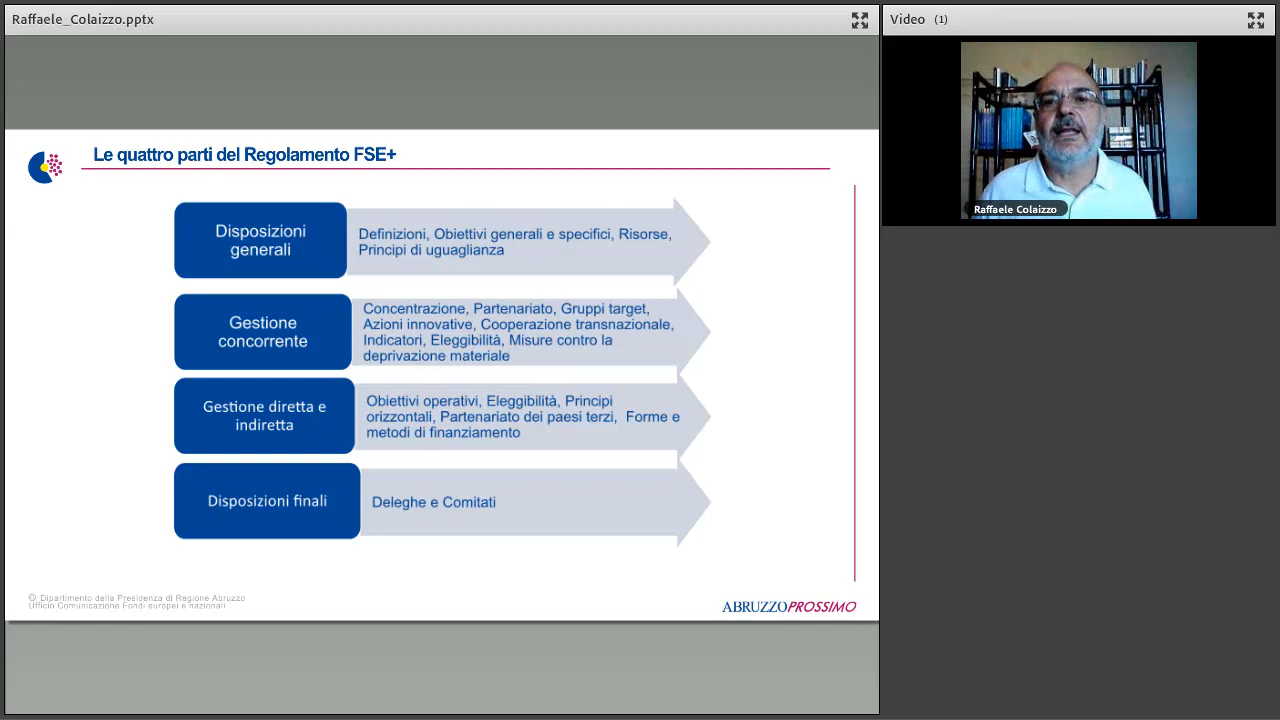 Raffaele_Colaizzo.pptx
Video (1)
Raffaele Colaizzo
Le quattro parti del Regolamento FSE+
Disposizioni
generali
Definizioni, Obiettivi generali e specifici, Risorse,
Principi di uguaglianza
Gestione
concorrente
Concentrazione, Partenariato, Gruppi target,
Azioni innovative, Cooperazione transnazionale,
Indicatori, Eleggibilità, Misure contro la
deprivazione materiale
Gestione diretta e
indiretta
Obiettivi operativi, Eleggibilità, Principi
orizzontali, Partenariato dei paesi terzi, Forme e
metodi di finanziamento
Disposizioni finali
Deleghe e Comitati
© Dipartimento della Presidenza di Regione Abruzzo
Ufficio Comunicazione Fondi europei e nazionali
ABRUZZOPROSSIMO